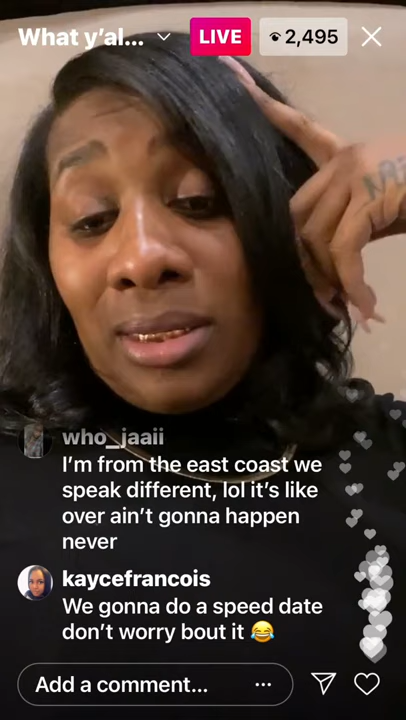 What y’al... LIVE 2,495
who_jaaii
I’m from the east coast we
speak different, lol it’s like
over ain’t gonna happen
never
kaycefrancois
We gonna do a speed date
don’t worry bout it 😂
Add a comment...